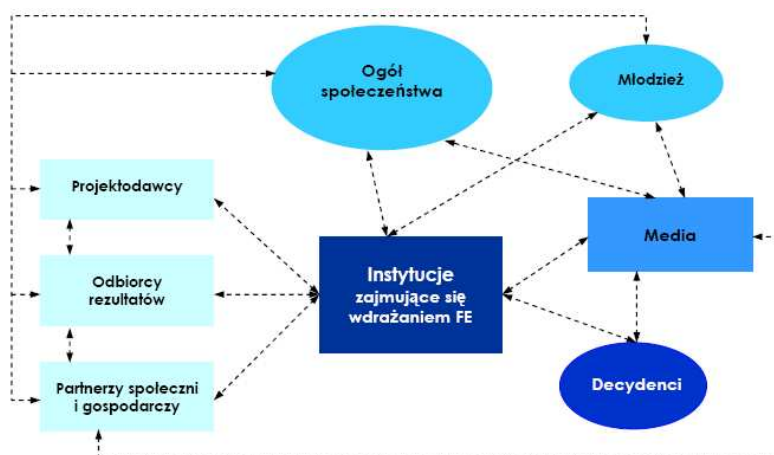 Ogół
społeczeństwa
Młodzież
Projektodawcy
Media
Instytucje
zajmujące się
wdrażaniem FE
Odbiorcy
rezultatów
Decydenci
Partnerzy społeczni
i gospodarczy